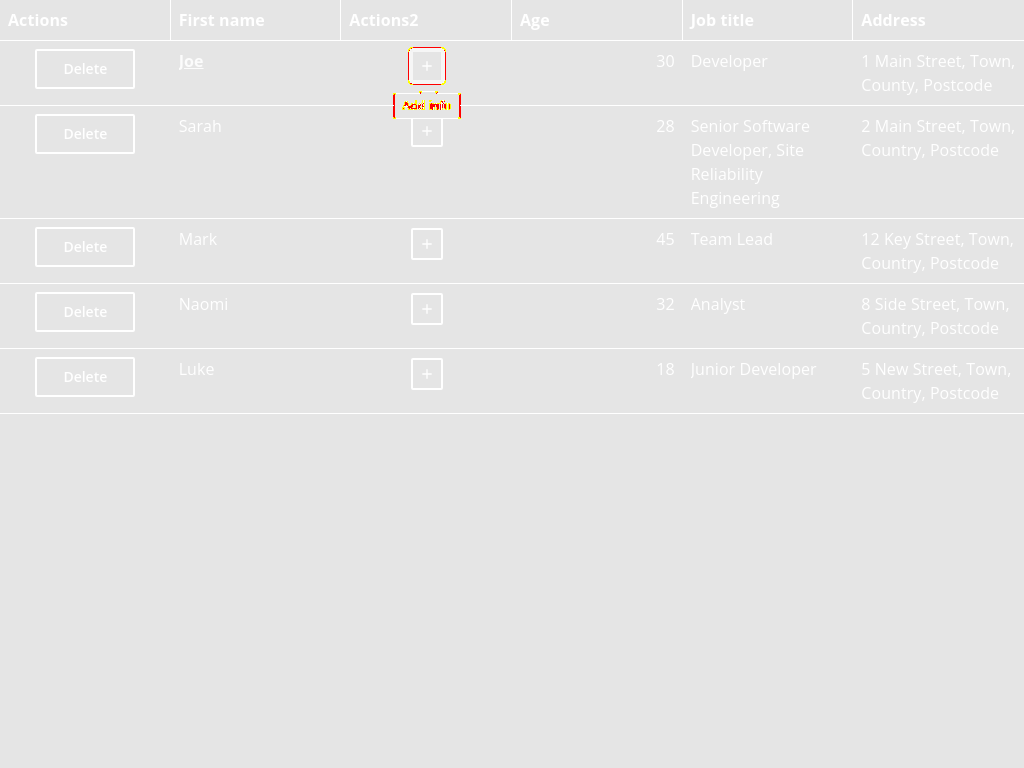 Actions First name Actions2 Age Job title Address
Delete Joe + 30 Developer 1 Main Street, Town,
County, Postcode
Delete Sarah + 28 Senior Software 2 Main Street, Town,
Developer, Site Country, Postcode
Reliability
Engineering
Delete Mark + 45 Team Lead 12 Key Street, Town,
Country, Postcode
Delete Naomi + 32 Analyst 8 Side Street, Town,
Country, Postcode
Delete Luke + 18 Junior Developer 5 New Street, Town,
Country, Postcode